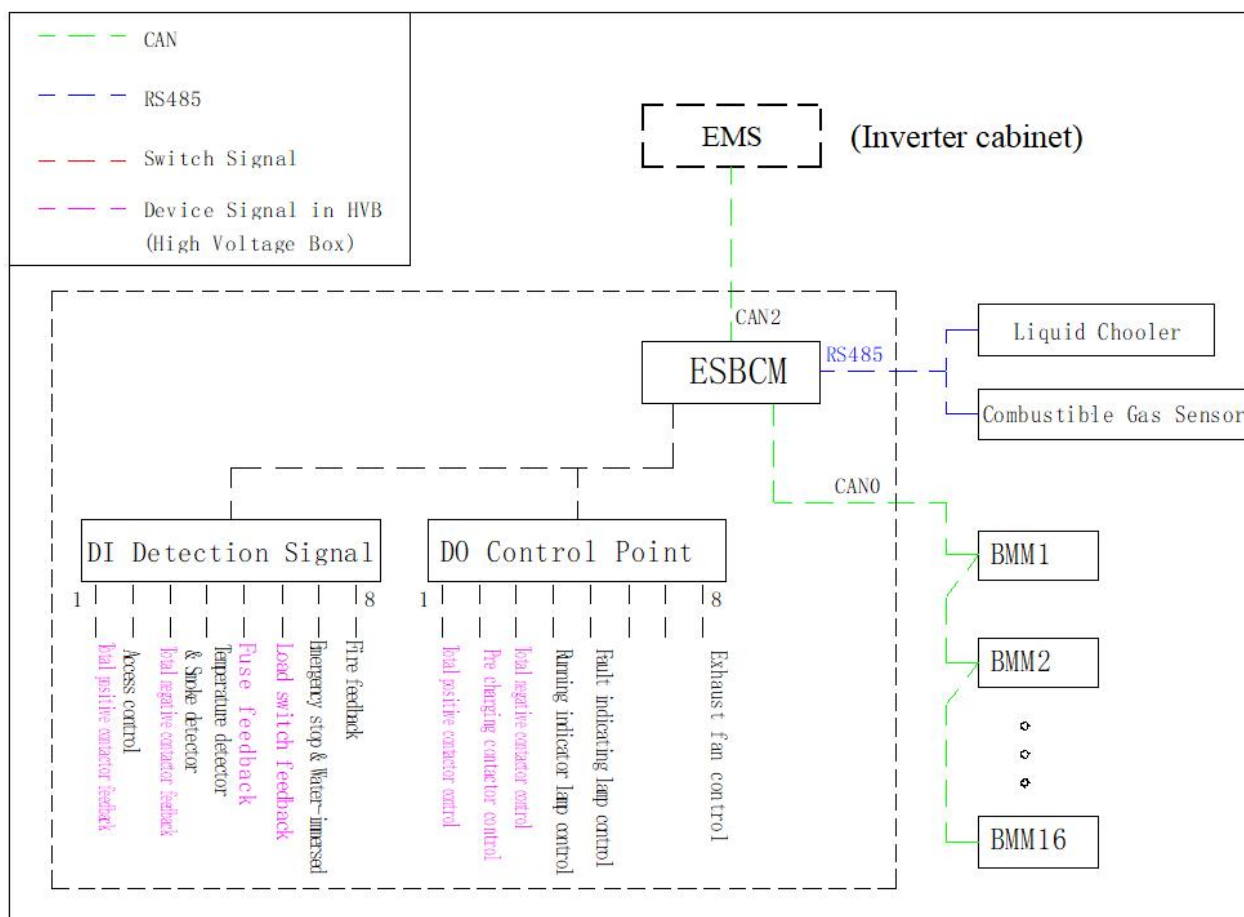 CAN
RS485
Switch Signal
Device Signal in HVB
(High Voltage Box)
EMS
(Inverter cabinet)
CAN2
ESBCM
RS485
Liquid Chooler
Combustible Gas Sensor
CAN0
DI Detection Signal
1
8
Total positive contactor feedback
Access control
Total negative contactor feedback
& Smoke detector
Temperature detector
Fuse feedback
Load switch feedback
Emergency stop & Water-immersed
Fire feedback
DO Control Point
1
8
Total positive contactor control
Pre charging contactor control
Total negative contactor control
Running indicator lamp control
Fault indicating lamp control
Exhaust fan control
BMM1
BMM2
BMM16